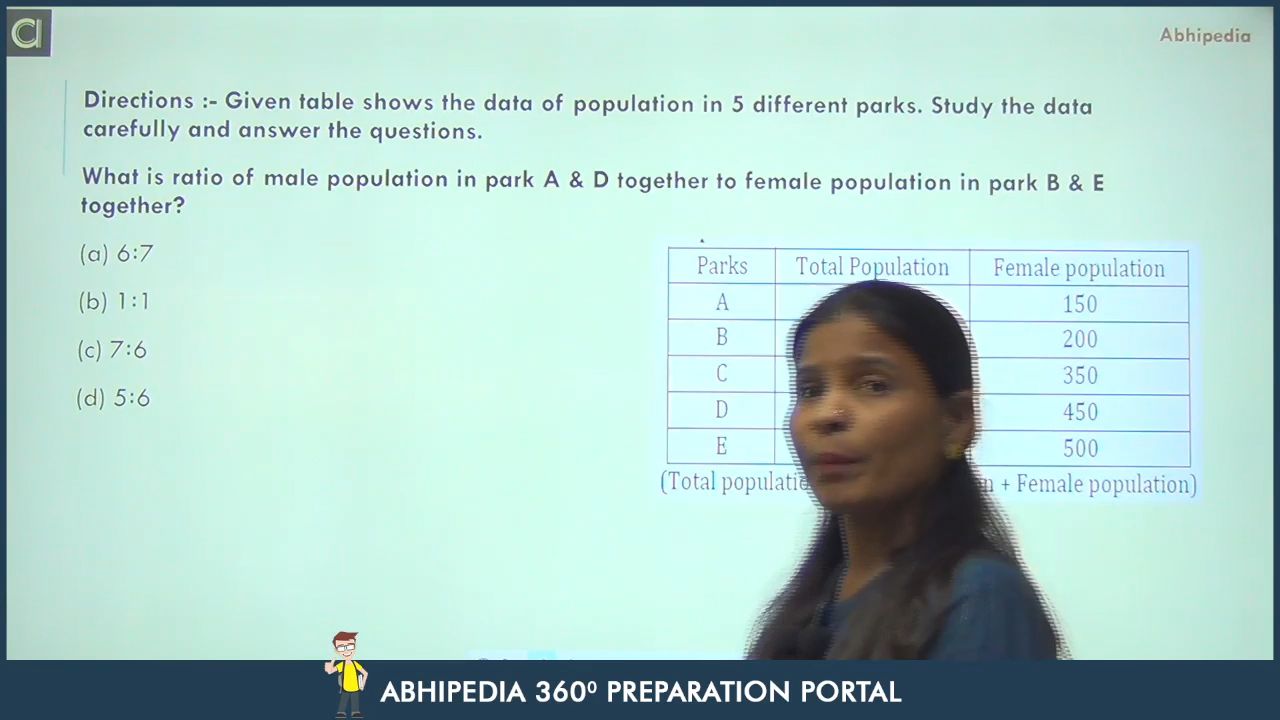 Abhipedia
Directions :- Given table shows the data of population in 5 different parks. Study the data
carefully and answer the questions.
What is ratio of male population in park A & D together to female population in park B & E
together?
(a) 6:7
(b) 1:1
(c) 7:6
(d) 5:6
Parks Total Population Female population
A 150
B 200
C 350
D 450
E 500
(Total + Female population)
ABHIPEDIA 360⁰ PREPARATION PORTAL